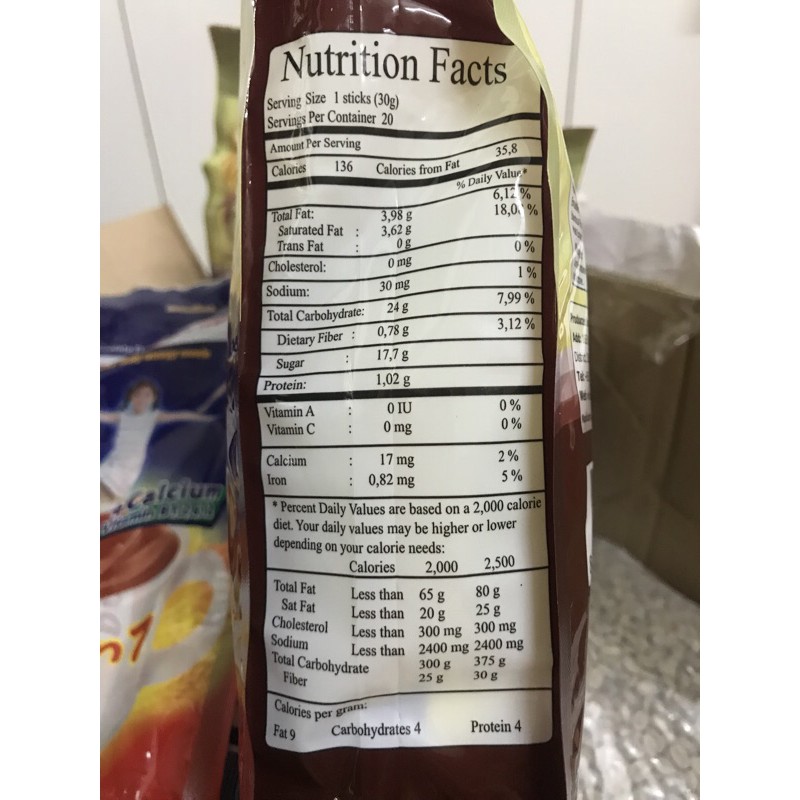 Nutrition Facts
Serving Size 1 sticks (30g)
Servings Per Container 20
Amount Per Serving
Calories 136 Calories from Fat 35,8
% Daily Value*
Total Fat: 3,98 g 6,12 %
Saturated Fat : 3,62 g 18,0 %
Trans Fat : 0 g
Cholesterol: 0 mg 0 %
Sodium: 30 mg 1 %
Total Carbohydrate: 24 g 7,99 %
Dietary Fiber : 0,78 g 3,12 %
Sugar : 17,7 g
Protein: 1,02 g
Vitamin A : 0 IU 0 %
Vitamin C : 0 mg 0 %
Calcium : 17 mg 2 %
Iron : 0,82 mg 5 %
* Percent Daily Values are based on a 2,000 calorie
diet. Your daily values may be higher or lower
depending on your calorie needs:
Calories 2,000 2,500
Total Fat Less than 65 g 80 g
Sat Fat Less than 20 g 25 g
Cholesterol Less than 300 mg 300 mg
Sodium Less than 2400 mg 2400 mg
Total Carbohydrate 300 g 375 g
Fiber 25 g 30 g
Calories per gram:
Fat 9 Carbohydrates 4 Protein 4
Calcium